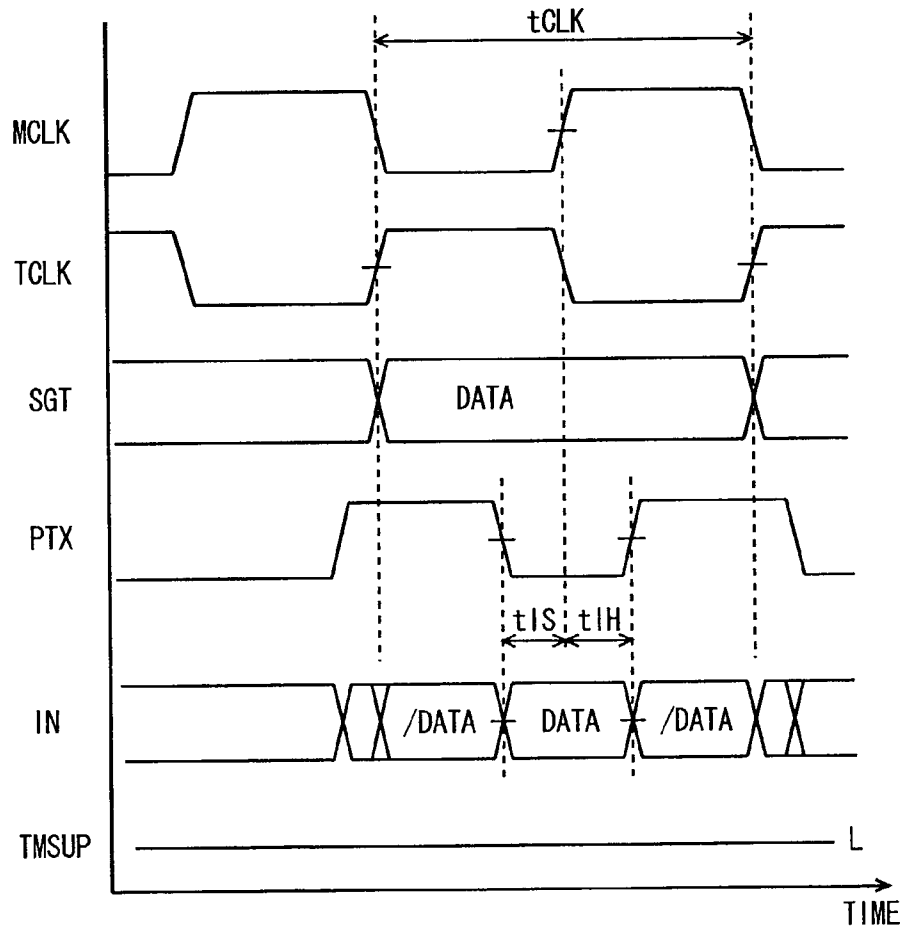 tCLK
MCLK
TCLK
SGT DATA
PTX
tIS tIH
IN /DATA DATA /DATA
TMSUP L
TIME